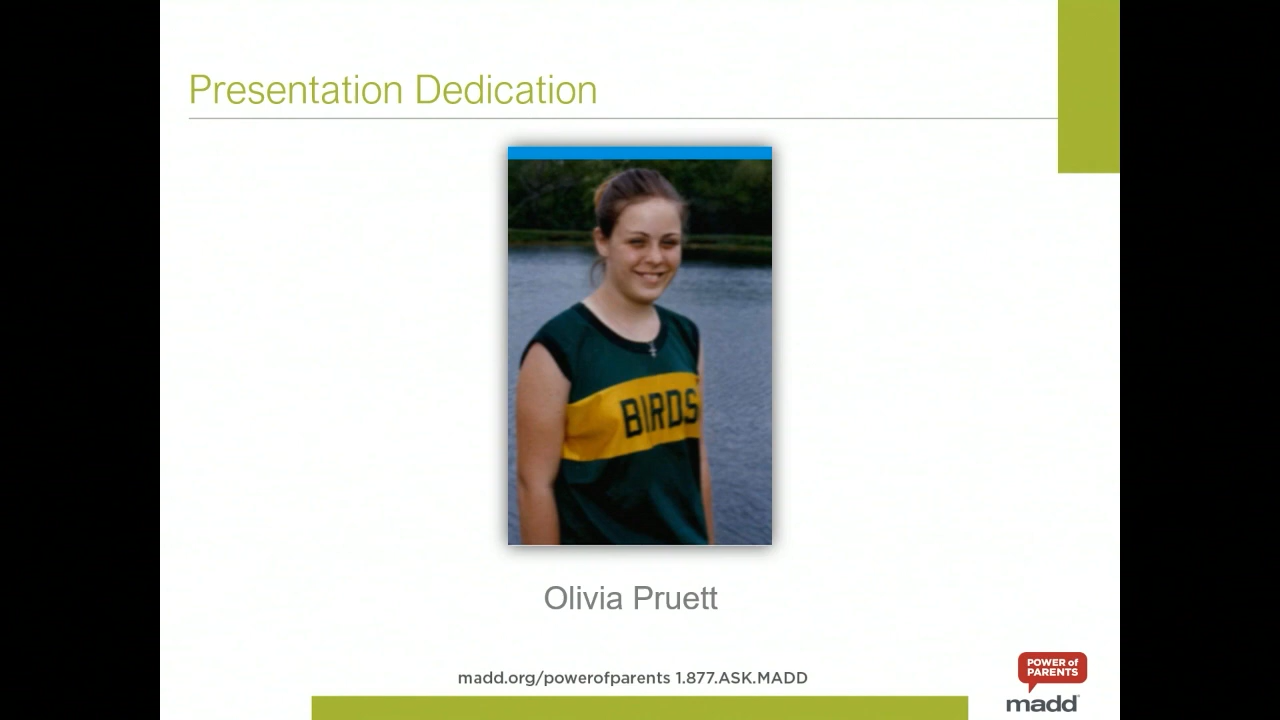 Presentation Dedication
BIRDS
Olivia Pruett
madd.org/powerofparents 1.877.ASK.MADD
POWER of
PARENTS
madd